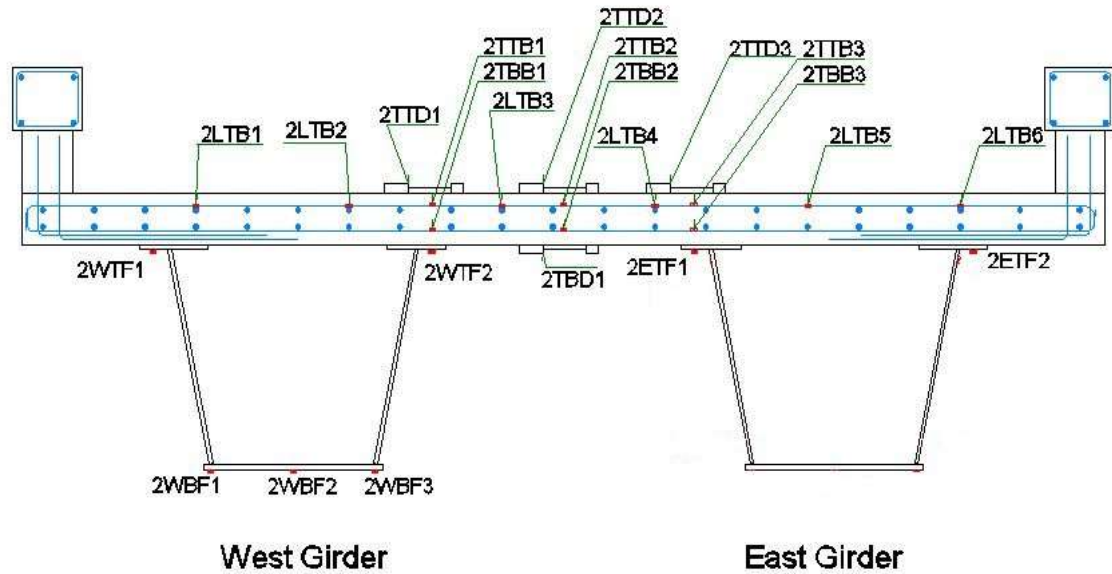 2TTD2
2TTB1
2TTB2
2TTD3
2TTB3
2TBB1
2TBB2
2TBB3
2TTD1
2LTB3
2LTB1
2LTB2
2LTB4
2LTB5
2LTB6
2WTF1
2WTF2
2TBD1
2ETF1
2ETF2
2WBF1
2WBF2
2WBF3
West Girder
East Girder